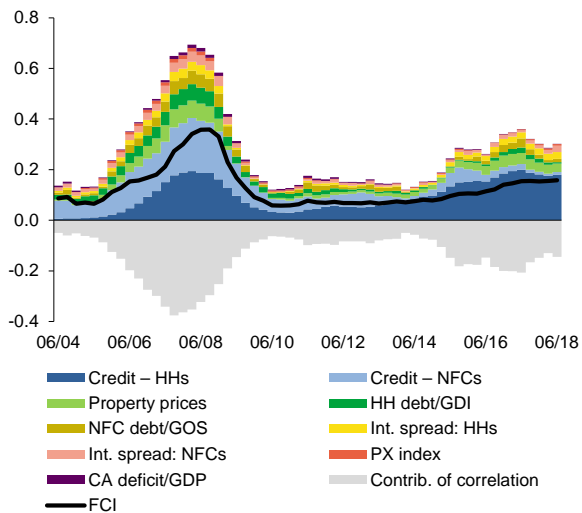 0.8
0.6
0.4
0.2
0.0
-0.2
-0.4
06/04 06/06 06/08 06/10 06/12 06/14 06/16 06/18
Credit – HHs Credit – NFCs
Property prices HH debt/GDI
NFC debt/GOS Int. spread: HHs
Int. spread: NFCs PX index
CA deficit/GDP Contrib. of correlation
FCI